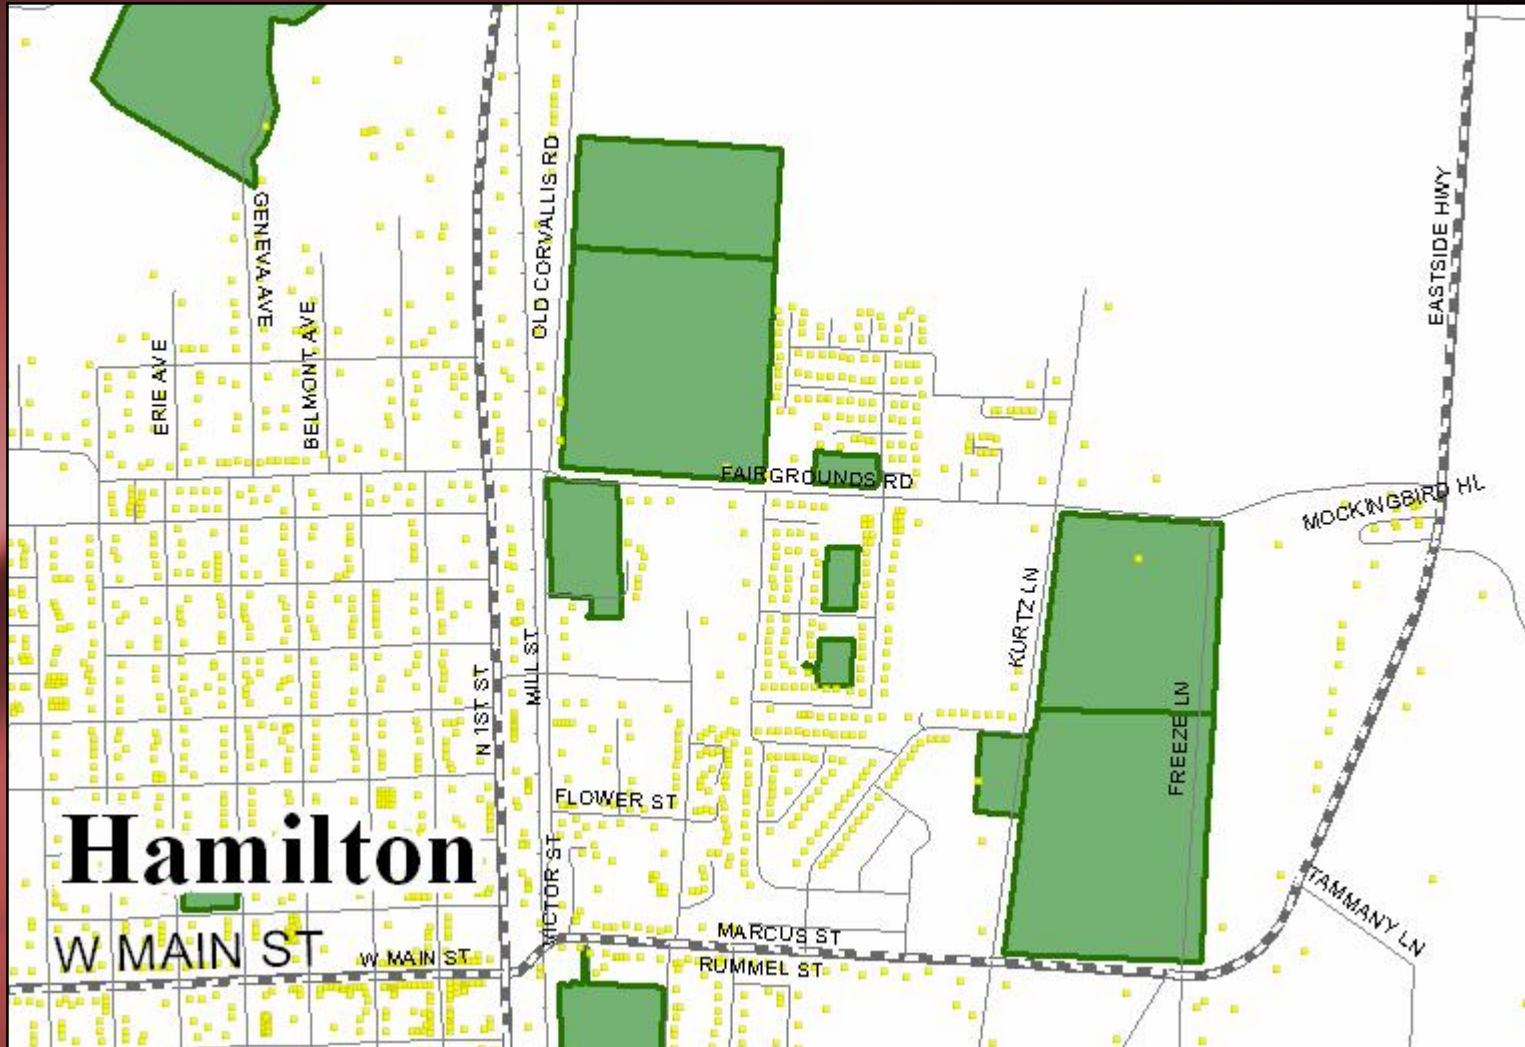 OLD CORVALLIS RD
GENEVA AVE
EASTSIDE HWY
BELMONT AVE
ERIE AVE
FAIRGROUNDS RD
MOCKINGBIRD HL
KURTZ LN
MILL ST
N 1ST ST
FREEZE LN
FLOWER ST
Hamilton
VICTOR ST
TAMMANY LN
W MAIN ST
W MAIN ST
MARCUS ST
RUMMEL ST